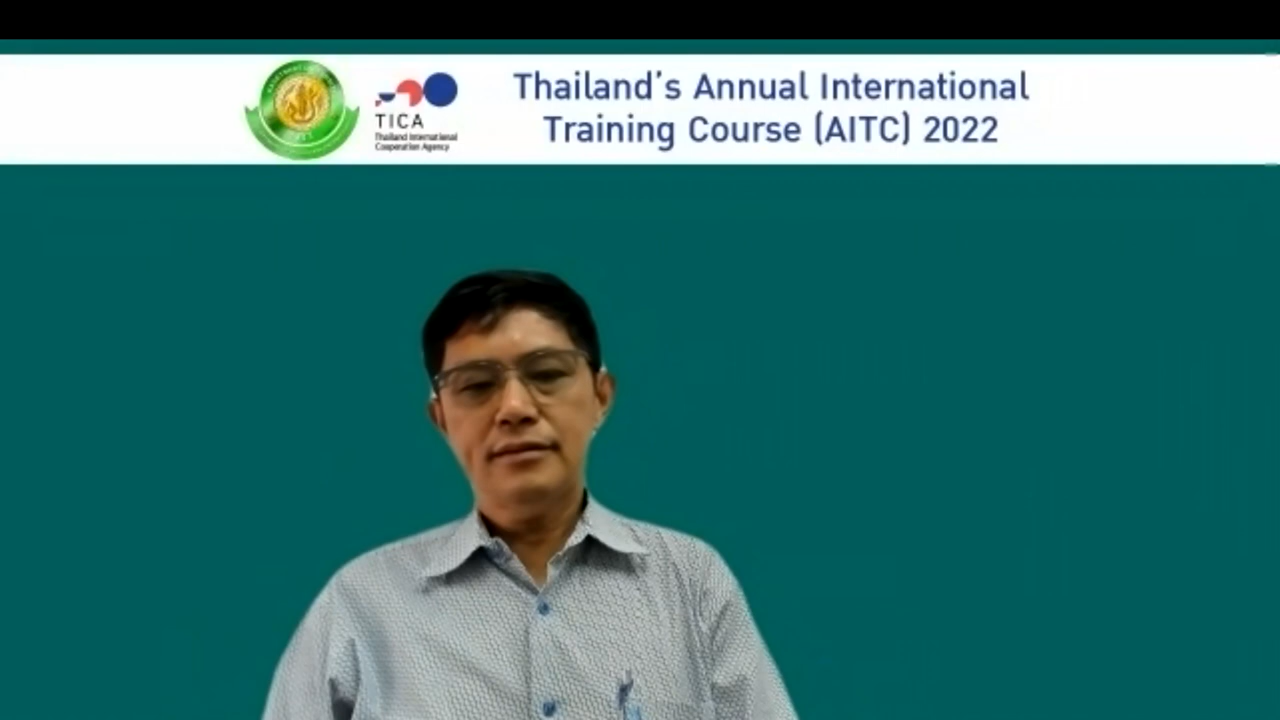 Thailand's Annual International
Training Course (AITC) 2022
TICA
Thailand International
Cooperation Agency